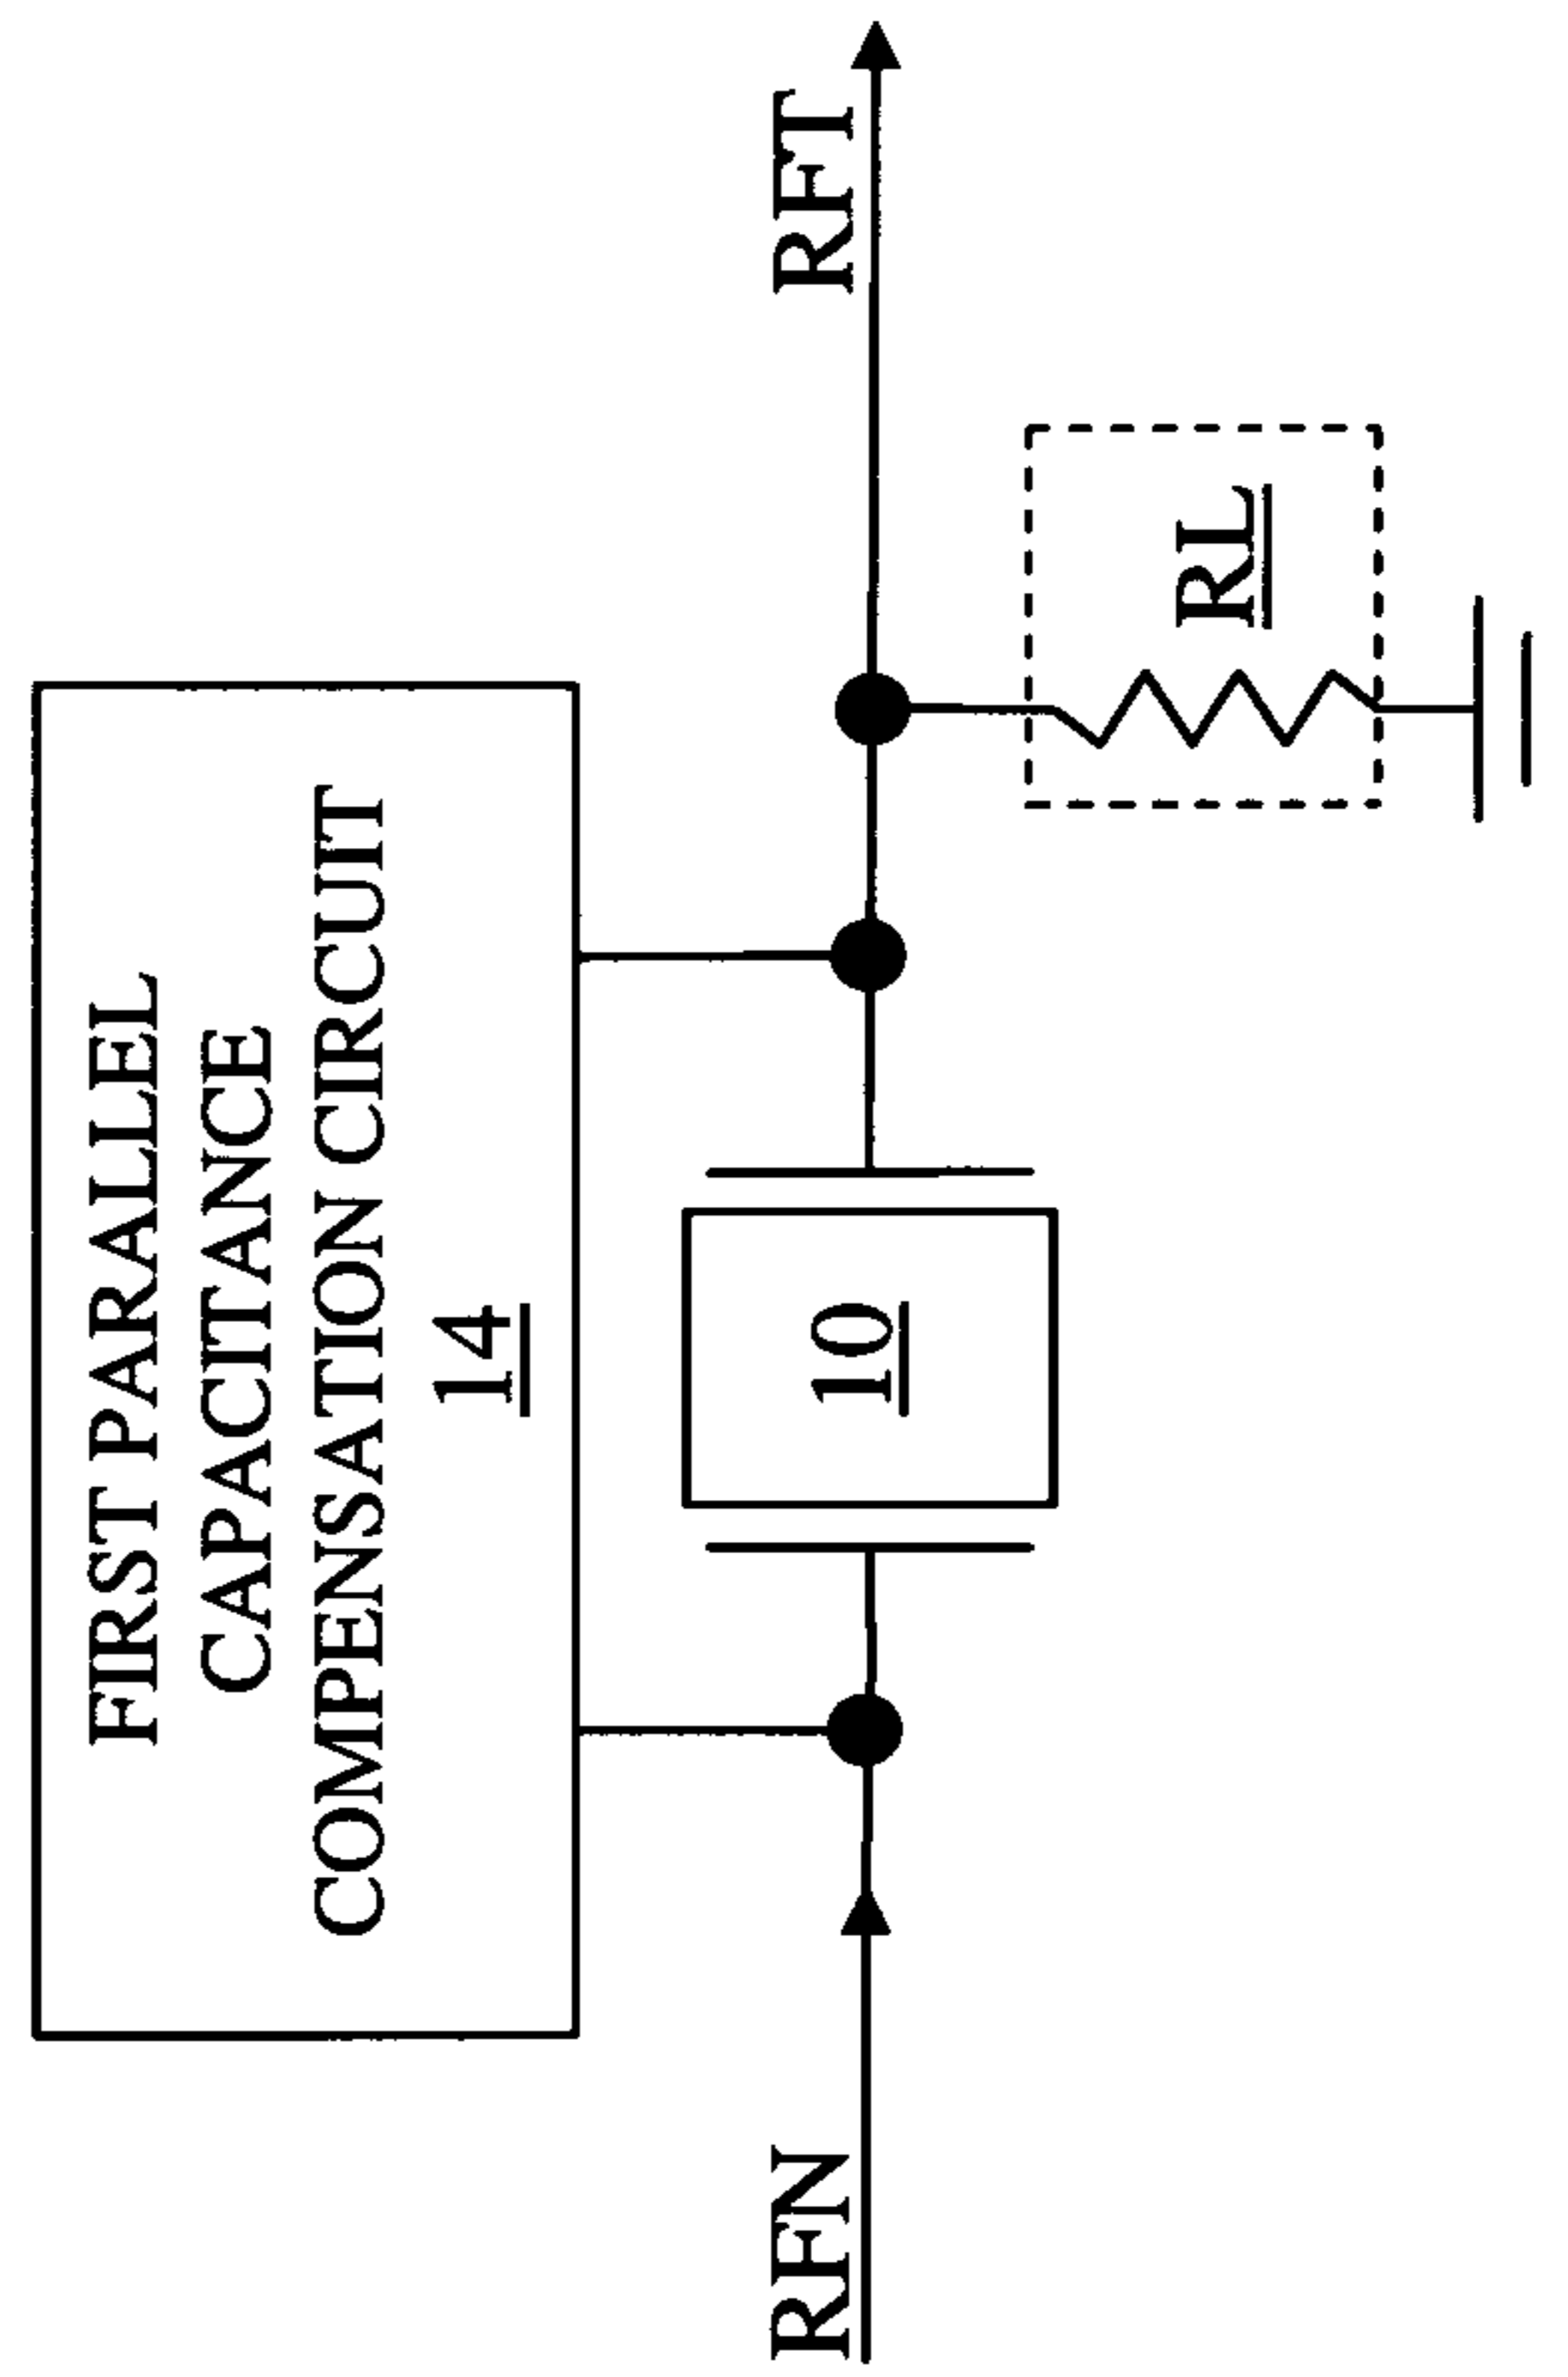 FIRST PARALLEL
CAPACITANCE
COMPENSATION CIRCUIT
14
RFN
10
RFT
RL